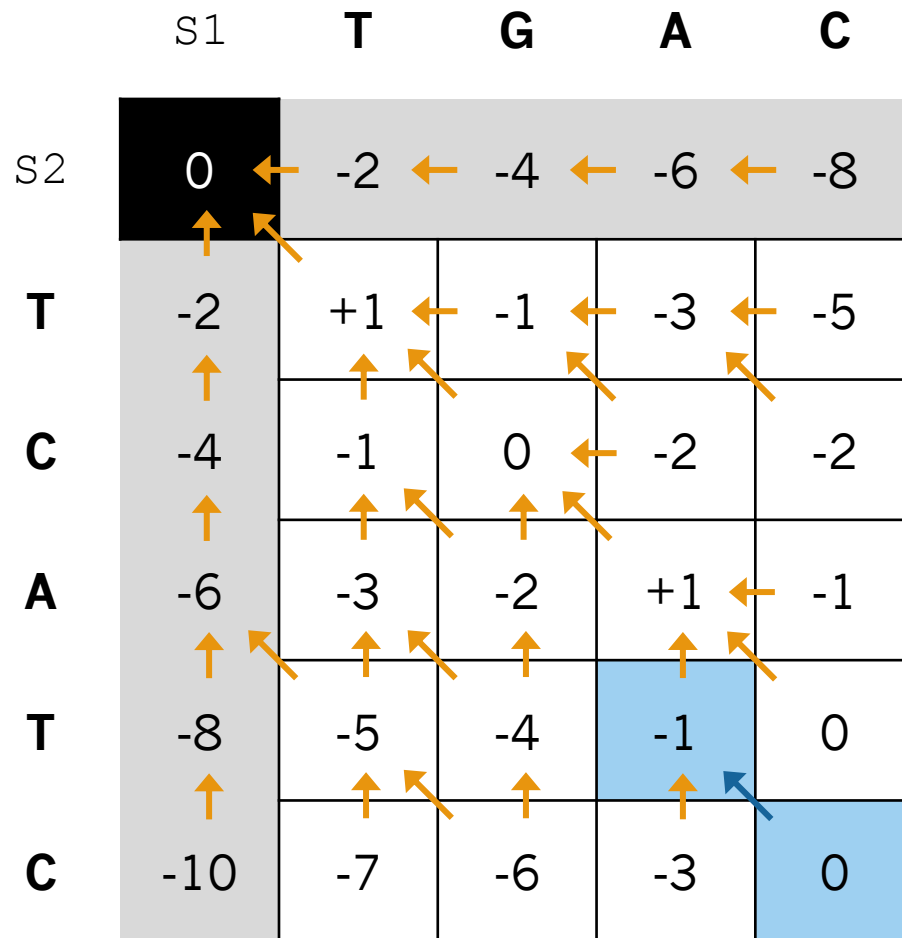 S1 T G A C
S2 0 -2 -4 -6 -8
T -2 +1 -1 -3 -5
C -4 -1 0 -2 -2
A -6 -3 -2 +1 -1
T -8 -5 -4 -1 0
C -10 -7 -6 -3 0